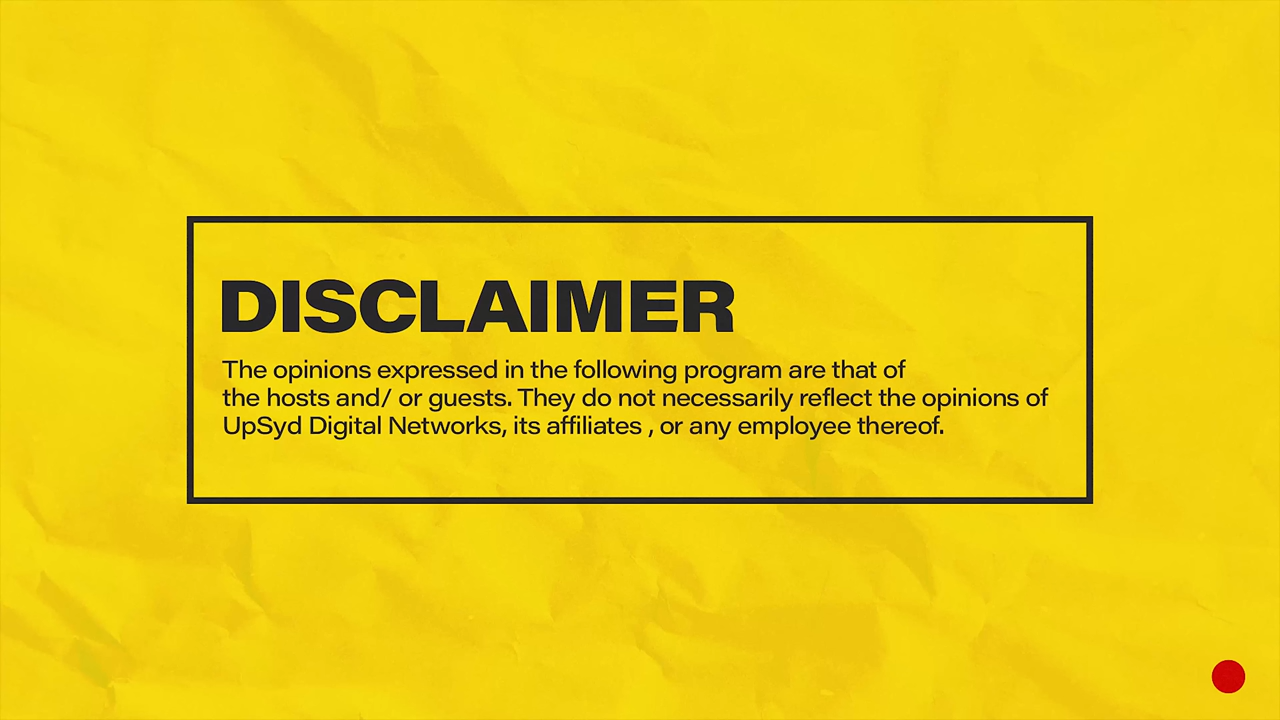 DISCLAIMER
The opinions expressed in the following program are that of
the hosts and/ or guests. They do not necessarily reflect the opinions of
UpSyd Digital Networks, its affiliates , or any employee thereof.